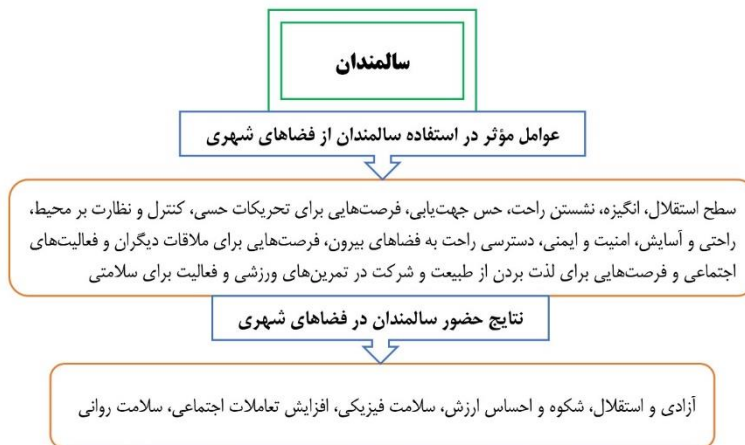 سالمندان
عوامل مؤثر در استفاده سالمندان از فضاهای شهری
سطح استقلال، انگیزه، نشستن راحت، حس جهت‌یابی، فرصت‌هایی برای تحریکات حسی، کنترل و نظارت بر محیط،
راحتی و آسایش، امنیت و ایمنی، دسترسی راحت به فضاهای بیرون، فرصت‌هایی برای ملاقات دیگران و فعالیت‌های
اجتماعی و فرصت‌هایی برای لذت بردن از طبیعت و شرکت در تمرین‌های ورزشی و فعالیت برای سلامتی
نتایج حضور سالمندان در فضاهای شهری
آزادی و استقلال، شکوه و احساس ارزش، سلامت فیزیکی، افزایش تعاملات اجتماعی، سلامت روانی